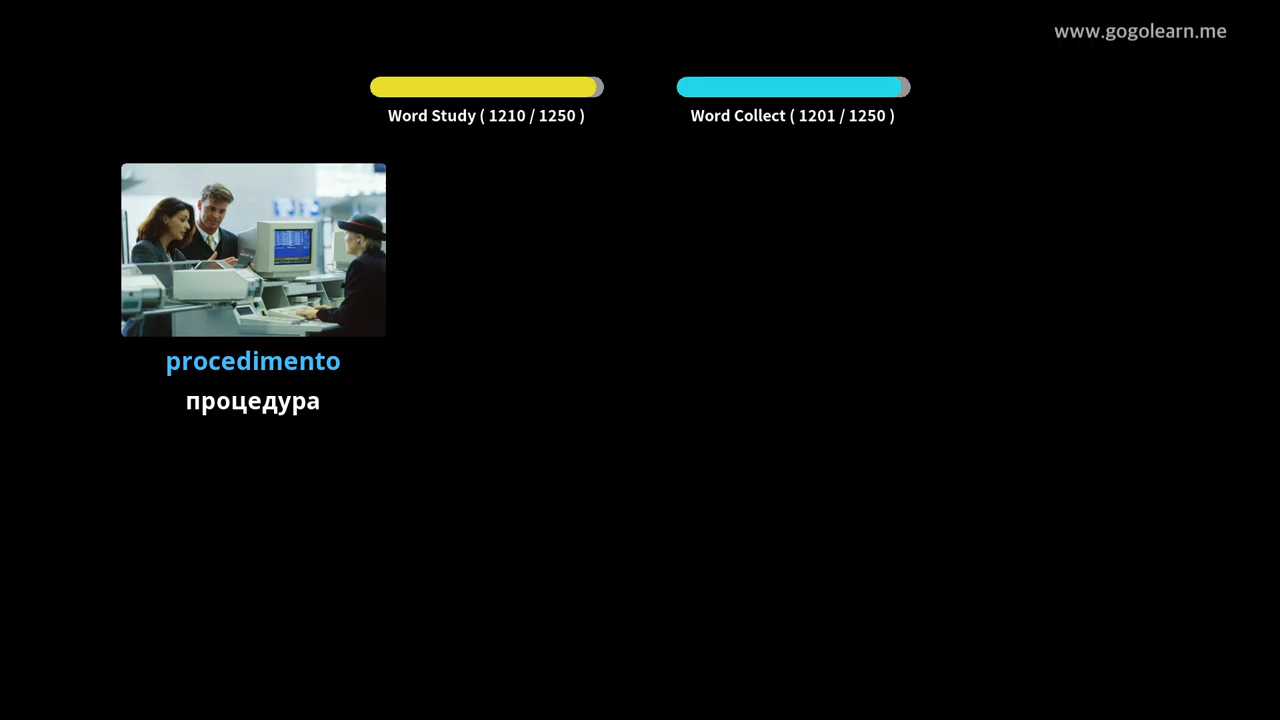 www.gogolearn.me
Word Study ( 1210 / 1250 )
Word Collect ( 1201 / 1250 )
procedimento
процедура